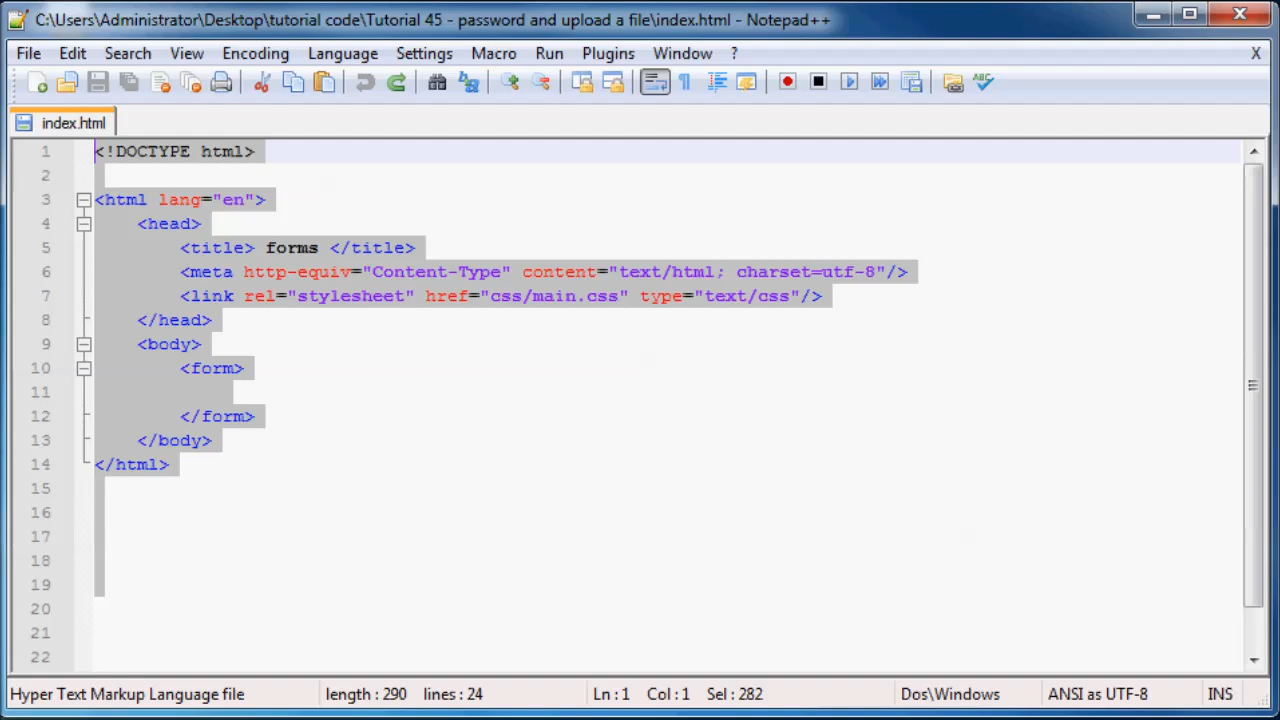 C:\Users\Administrator\Desktop\tutorial code\Tutorial 45 - password and upload a file\index.html - Notepad++
File Edit Search View Encoding Language Settings Macro Run Plugins Window ? X
index.html
1 <!DOCTYPE html>
2
3 <html lang="en">
4 <head>
5 <title> forms </title>
6 <meta http-equiv="Content-Type" content="text/html; charset=utf-8"/>
7 <link rel="stylesheet" href="css/main.css" type="text/css"/>
8 </head>
9 <body>
10 <form>
11
12 </form>
13 </body>
14 </html>
15
16
17
18
19
20
21
22
Hyper Text Markup Language file length : 290 lines : 24 Ln : 1 Col : 1 Sel : 282 Dos\Windows ANSI as UTF-8 INS